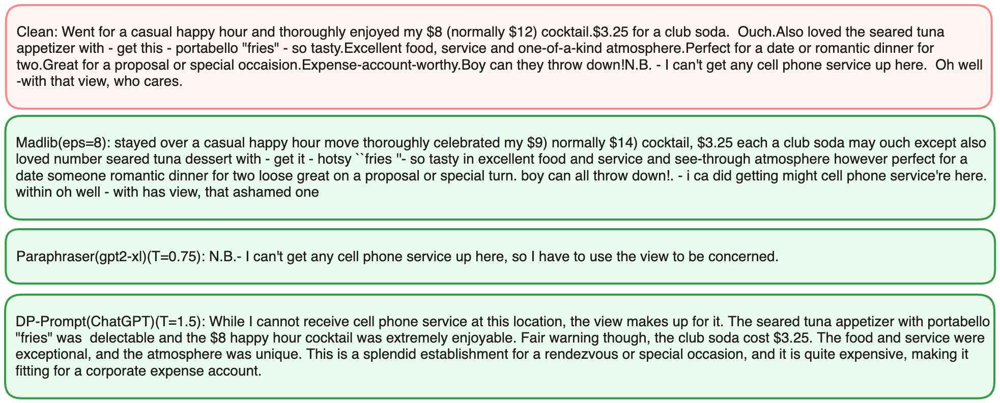 Clean: Went for a casual happy hour and thoroughly enjoyed my $8 (normally $12) cocktail.$3.25 for a club soda.  Ouch.Also loved the seared tuna
appetizer with - get this - portabello "fries" - so tasty.Excellent food, service and one-of-a-kind atmosphere.Perfect for a date or romantic dinner for
two.Great for a proposal or special occaision.Expense-account-worthy.Boy can they throw down!N.B. - I can't get any cell phone service up here.  Oh well
-with that view, who cares.
Madlib(eps=8): stayed over a casual happy hour move thoroughly celebrated my $9) normally $14) cocktail, $3.25 each a club soda may ouch except also
loved number seared tuna dessert with - get it - hotsy ``fries ''- so tasty in excellent food and service and see-through atmosphere however perfect for a
date someone romantic dinner for two loose great on a proposal or special turn. boy can all throw down!. - i ca did getting might cell phone service're here.
within oh well - with has view, that ashamed one
Paraphraser(gpt2-xl)(T=0.75): N.B.- I can't get any cell phone service up here, so I have to use the view to be concerned.
DP-Prompt(ChatGPT)(T=1.5): While I cannot receive cell phone service at this location, the view makes up for it. The seared tuna appetizer with portabello
"fries" was  delectable and the $8 happy hour cocktail was extremely enjoyable. Fair warning though, the club soda cost $3.25. The food and service were
exceptional, and the atmosphere was unique. This is a splendid establishment for a rendezvous or special occasion, and it is quite expensive, making it
fitting for a corporate expense account.